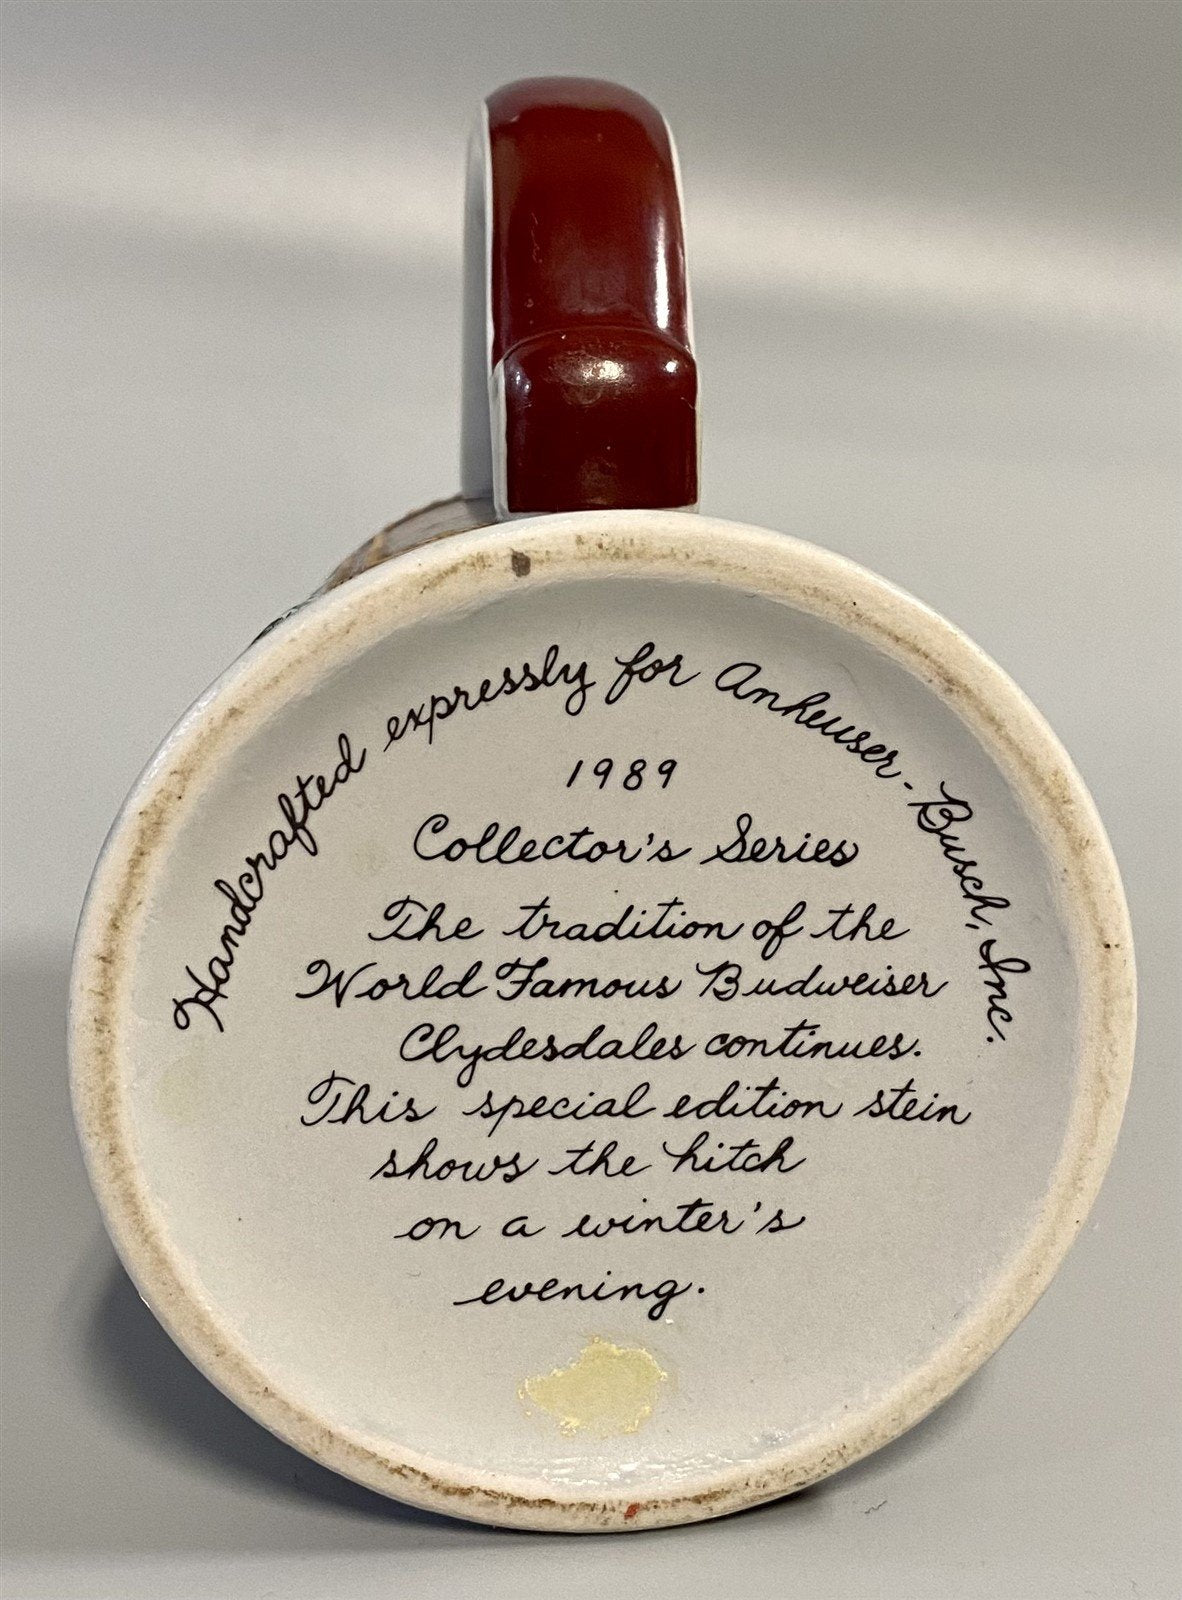 Handcrafted expressly for Anheuser-Busch, Inc.
1989
Collector's Series
The tradition of the
World Famous Budweiser
Clydesdales continues.
This special edition stein
shows the hitch
on a winter's
evening.